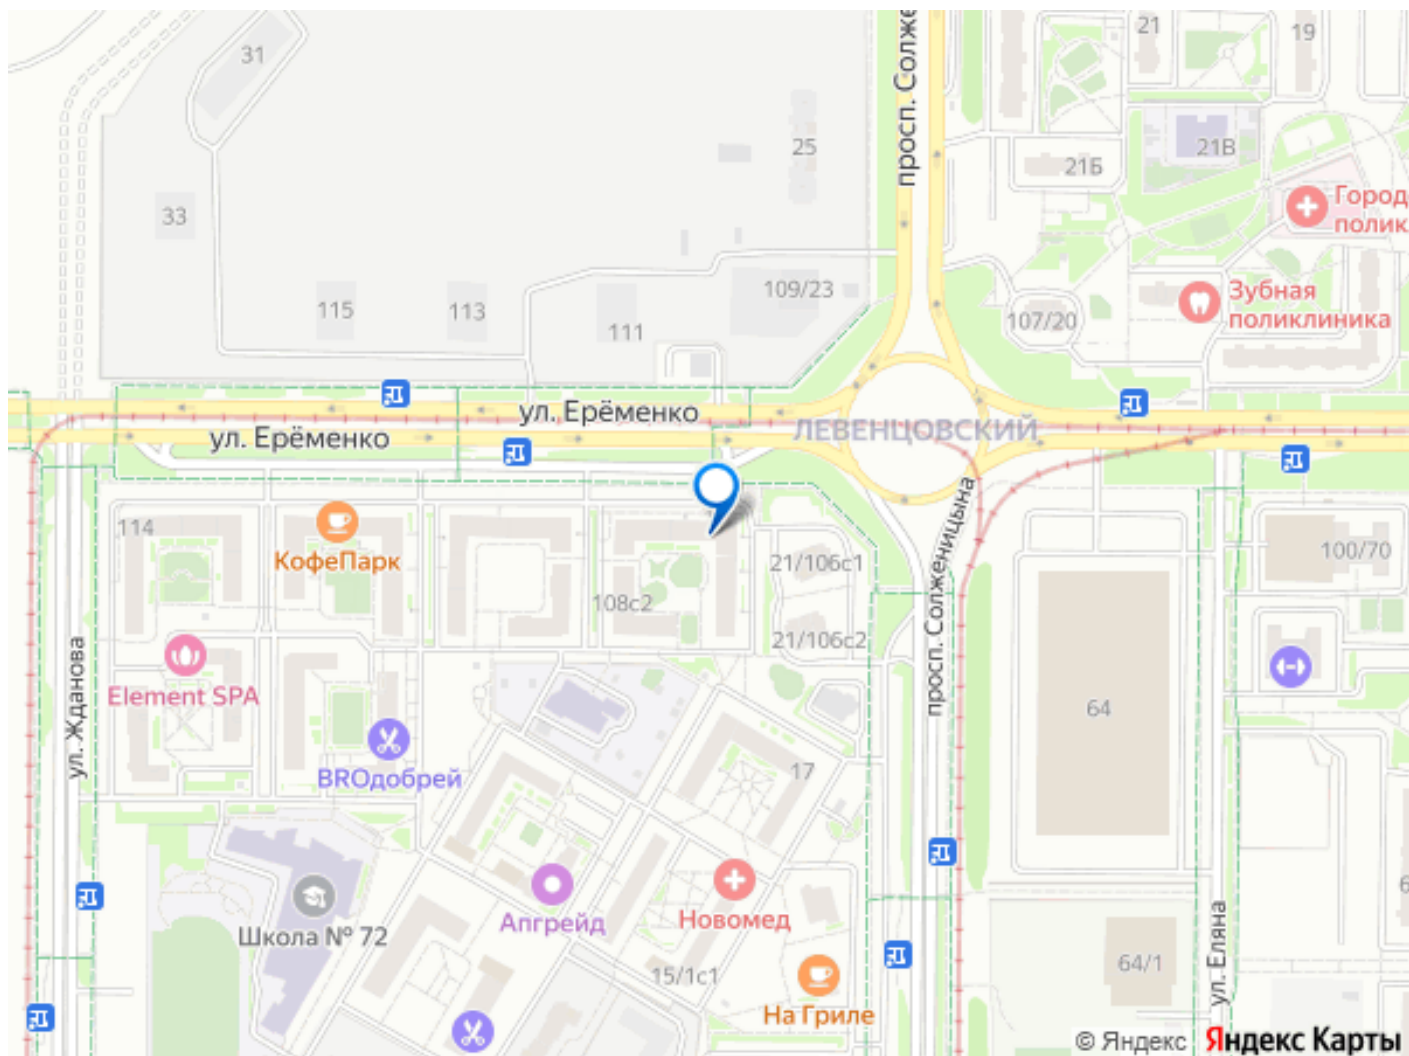 31
просп. Солже
21
19
25
21Б
21В
Город
полик
33
115
113
111
109/23
107/20
Зубная
поликлиника
ул. Ерёменко
ул. Ерёменко
ЛЕВЕНЦОВСКИЙ
114
КофеПарк
108с2
21/106с1
21/106с2
просп. Солженицына
100/70
ул. Жданова
Element SPA
BROдобрей
17
64
Школа № 72
Апгрейд
Новомед
15/1с1
На Гриле
64/1
ул. Еляна
6
© Яндекс Яндекс Карты